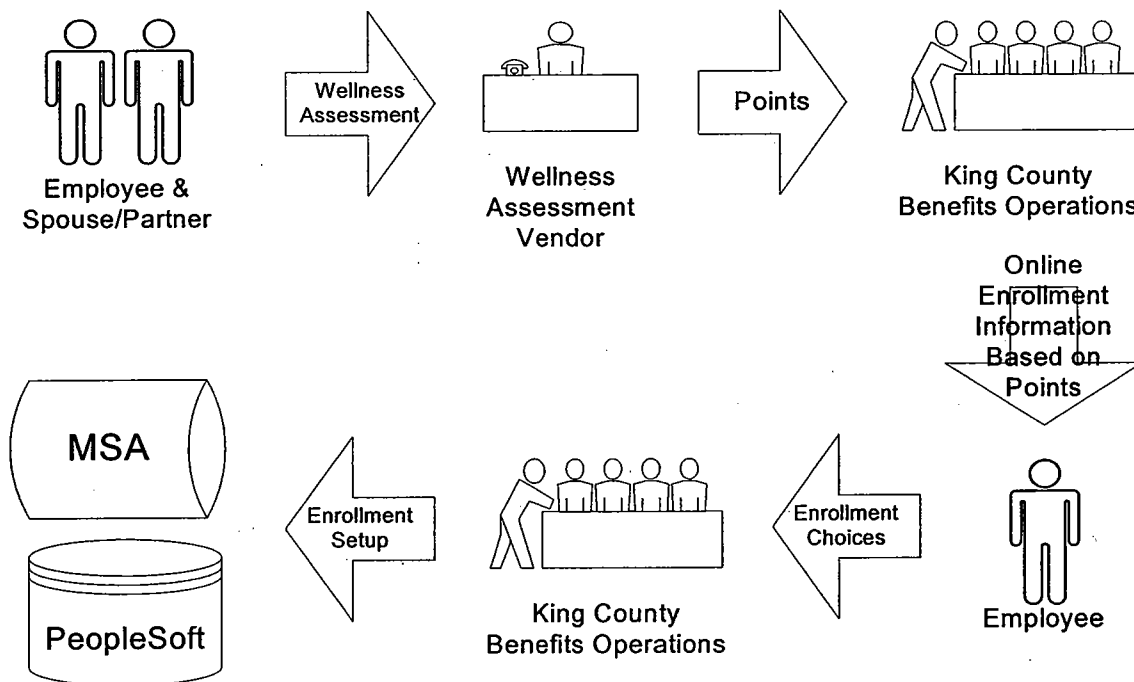 Wellness
Assessment
Points
Employee &
Spouse/Partner
Wellness
Assessment
Vendor
King County
Benefits Operations
Online
Enrollment
Information
Based on
Points
MSA
Enrollment
Setup
Enrollment
Choices
PeopleSoft
King County
Benefits Operations
Employee